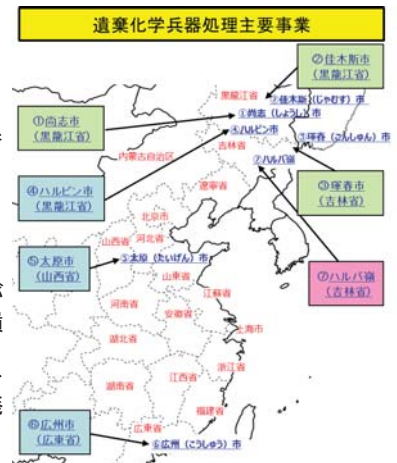 遺棄化学兵器処理主要事業
②佳木斯市
(黒龍江省)
黒龍江省
②佳木斯(じゃむす)市
①尚志市
(黒龍江省)
①尚志(しょうし)市
④ハルビン市
③琿春(こんしゅん)市
吉林省
内蒙古自治区
⑦ハルバ嶺
④ハルビン市
(黒龍江省)
遼寧省
③琿春市
(吉林省)
北京市
山西省
河北省
⑤太原市
(山西省)
⑤太原(たいげん)市
山東省
⑦ハルバ嶺
(吉林省)
江蘇省
河南省
安徽省
上海市
湖北省
浙江省
江西省
湖南省
福建省
⑥広州市
(広東省)
広東省
⑥広州(こうしゅう)市